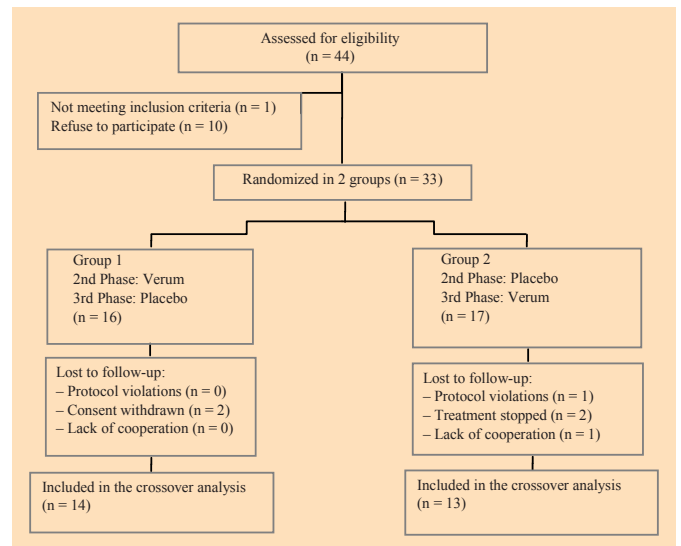 Assessed for eligibility
(n = 44)
Not meeting inclusion criteria (n = 1)
Refuse to participate (n = 10)
Randomized in 2 groups (n = 33)
Group 1
2nd Phase: Verum
3rd Phase: Placebo
(n = 16)
Group 2
2nd Phase: Placebo
3rd Phase: Verum
(n = 17)
Lost to follow-up:
– Protocol violations (n = 0)
– Consent withdrawn (n = 2)
– Lack of cooperation (n = 0)
Lost to follow-up:
– Protocol violations (n = 1)
– Treatment stopped (n = 2)
– Lack of cooperation (n = 1)
Included in the crossover analysis
(n = 14)
Included in the crossover analysis
(n = 13)